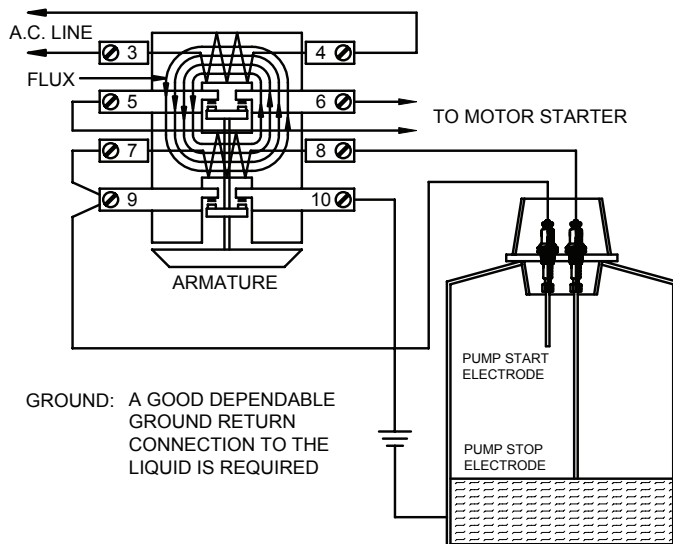 A.C. LINE
3
4
FLUX
5
6
TO MOTOR STARTER
7
8
9
10
ARMATURE
PUMP START
ELECTRODE
GROUND: A GOOD DEPENDABLE
GROUND RETURN
CONNECTION TO THE
LIQUID IS REQUIRED
PUMP STOP
ELECTRODE